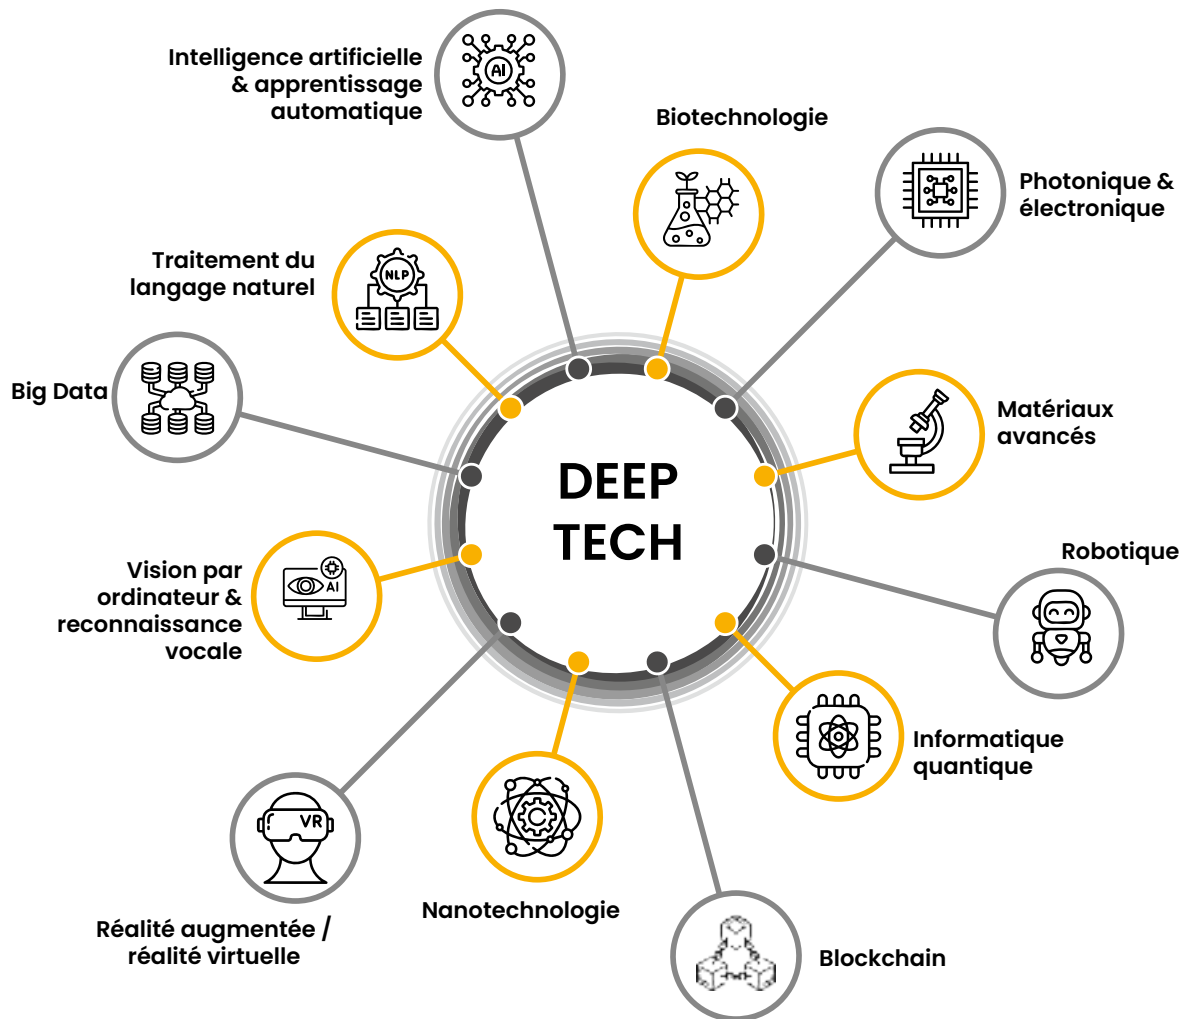 Intelligence artificielle
& apprentissage
automatique
AI
Biotechnologie
Photonique &
électronique
Traitement du
langage naturel
NLP
Big Data
Matériaux
avancés
DEEP
TECH
Robotique
Vision par
ordinateur &
reconnaissance
vocale
AI
Informatique
quantique
VR
Réalité augmentée /
réalité virtuelle
Nanotechnologie
Blockchain